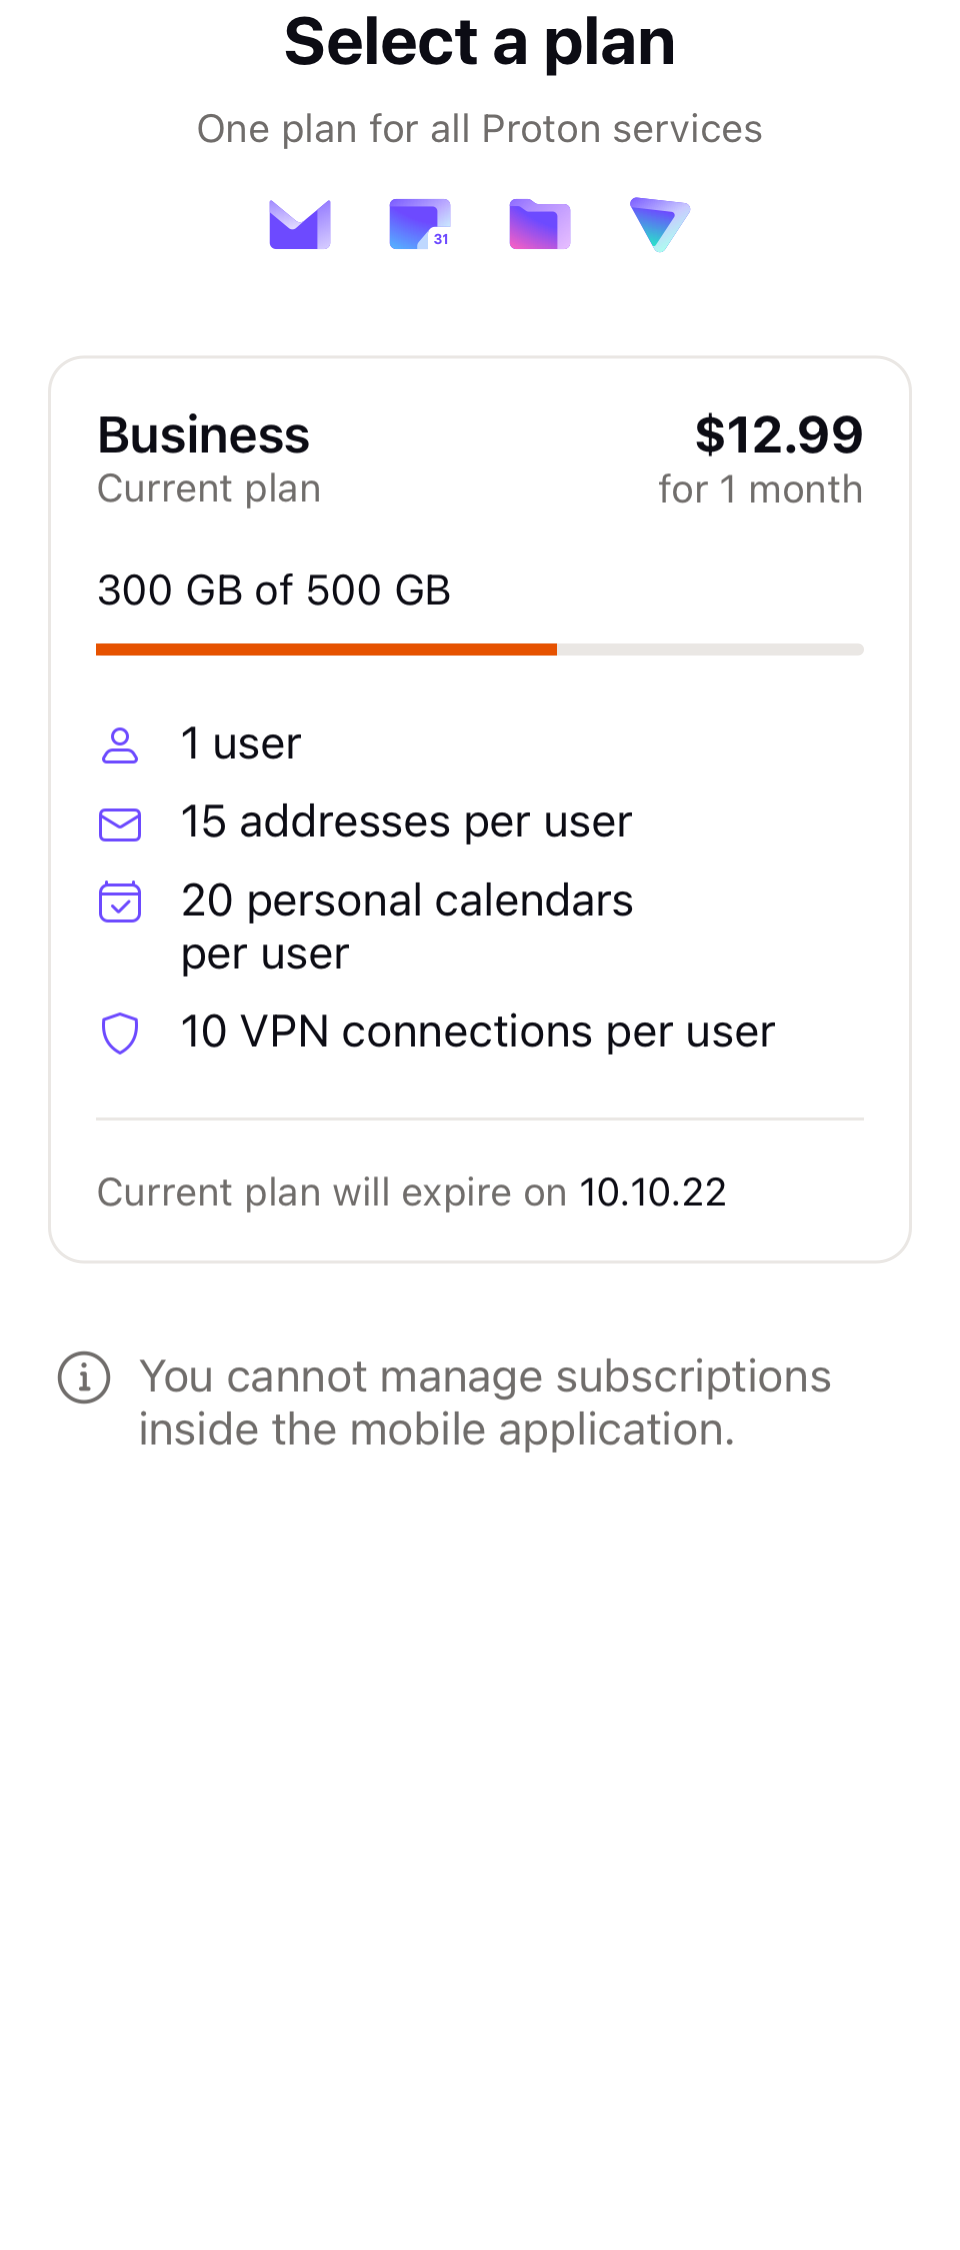 Select a plan
One plan for all Proton services
31
Business
$12.99
Current plan
for 1 month
300 GB of 500 GB
1 user
15 addresses per user
20 personal calendars
per user
10 VPN connections per user
Current plan will expire on 10.10.22
You cannot manage subscriptions
inside the mobile application.